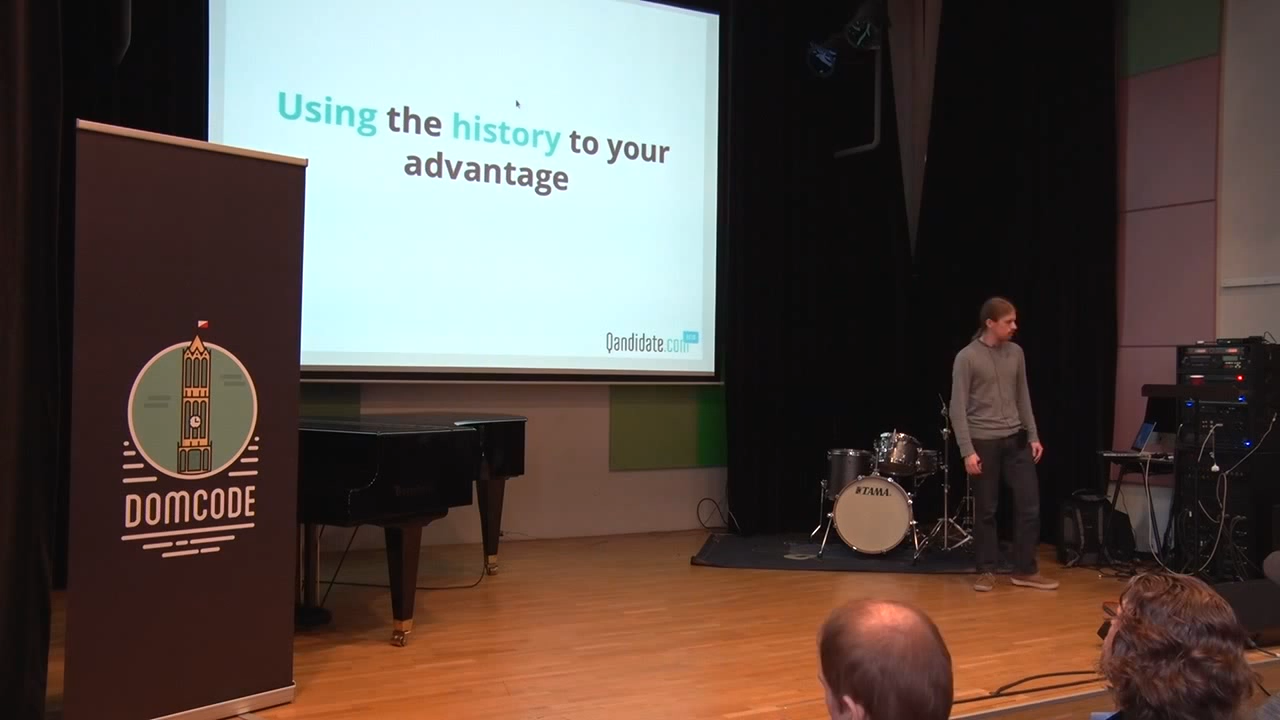 Using the history to your
advantage
Qandidate.com
DOMCODE
TAMA